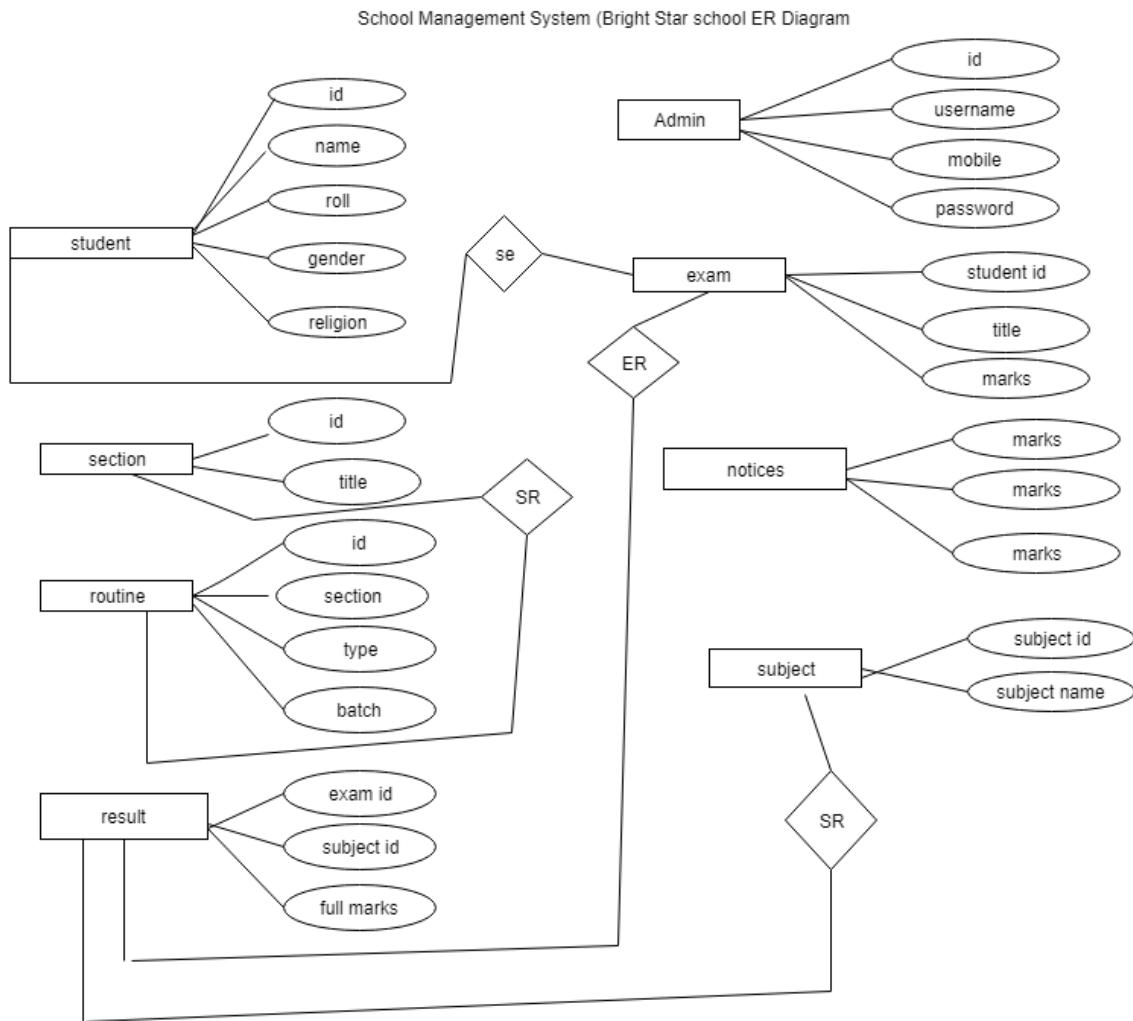 School Management System (Bright Star school ER Diagram
id
name
roll
student
gender
religion
Admin
id
username
mobile
password
se
exam
student id
title
marks
ER
section
id
title
SR
notices
marks
marks
marks
routine
id
section
type
batch
subject
subject id
subject name
result
exam id
subject id
full marks
SR